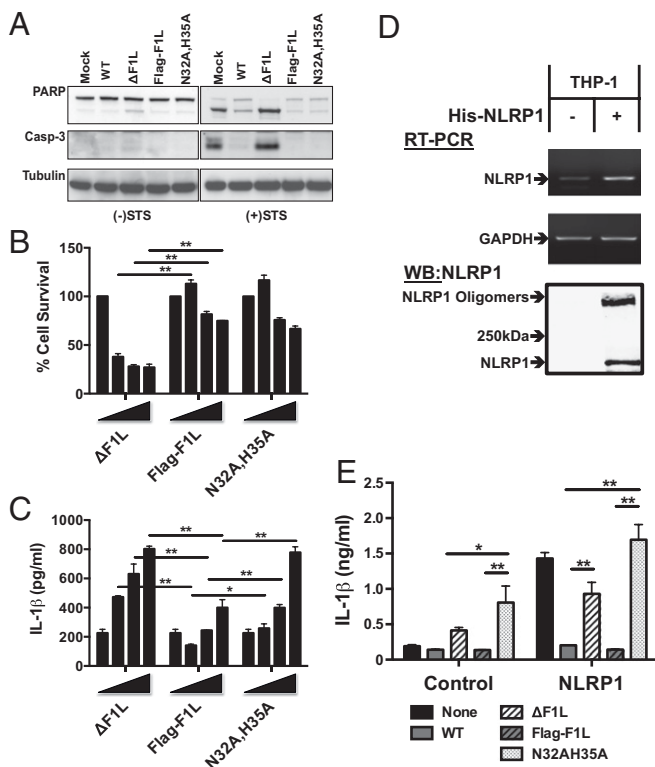 A
Mock
WT
ΔF1L
Flag-F1L
N32A,H35A
Mock
WT
ΔF1L
Flag-F1L
N32A,H35A
PARP
Casp-3
Tubulin
(-)STS
(+)STS
B
% Cell Survival
150
100
50
0
**
**
**
ΔF1L
Flag-F1L
N32A,H35A
C
IL-1β (pg/ml)
800
600
400
200
0
**
**
**
**
**
*
ΔF1L
Flag-F1L
N32A,H35A
D
THP-1
His-NLRP1
-
+
RT-PCR
NLRP1
GAPDH
WB:NLRP1
NLRP1 Oligomers
250kDa
NLRP1
E
IL-1β (ng/ml)
2.5
2.0
1.5
1.0
0.5
0
*
**
**
**
**
Control
NLRP1
None
WT
ΔF1L
Flag-F1L
N32AH35A